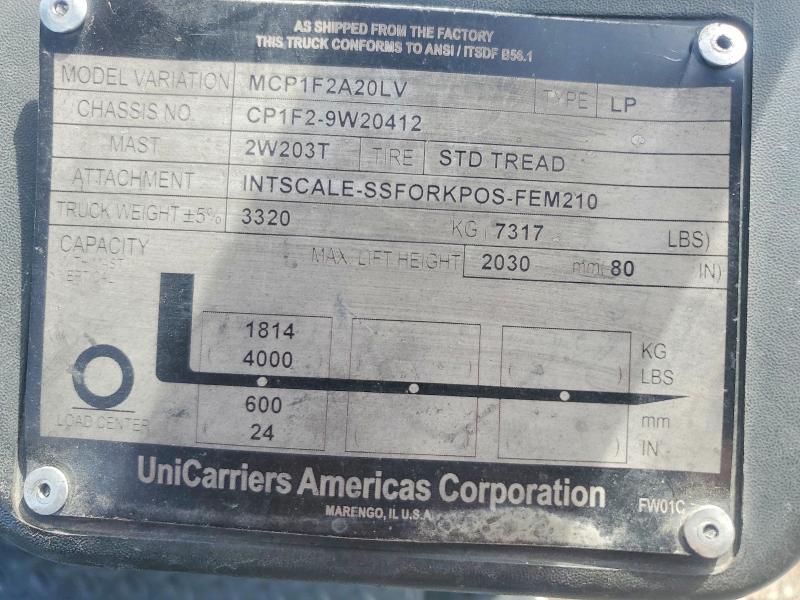 AS SHIPPED FROM THE FACTORY
THIS TRUCK CONFORMS TO ANSI / ITSDF B56.1
MODEL VARIATION MCP1F2A20LV TYPE LP
CHASSIS NO. CP1F2-9W20412
MAST 2W203T TIRE STD TREAD
ATTACHMENT INTSCALE-SSFORKPOS-FEM210
TRUCK WEIGHT ±5% 3320 KG ( 7317 LBS)
CAPACITY MAX. LIFT HEIGHT 2030 mm( 80 IN)
VERTICAL
1814 KG
( 4000 ) ( ) ( ) LBS
LOAD CENTER 600 mm
24 IN
UniCarriers Americas Corporation
MARENGO, IL U.S.A. FW01C